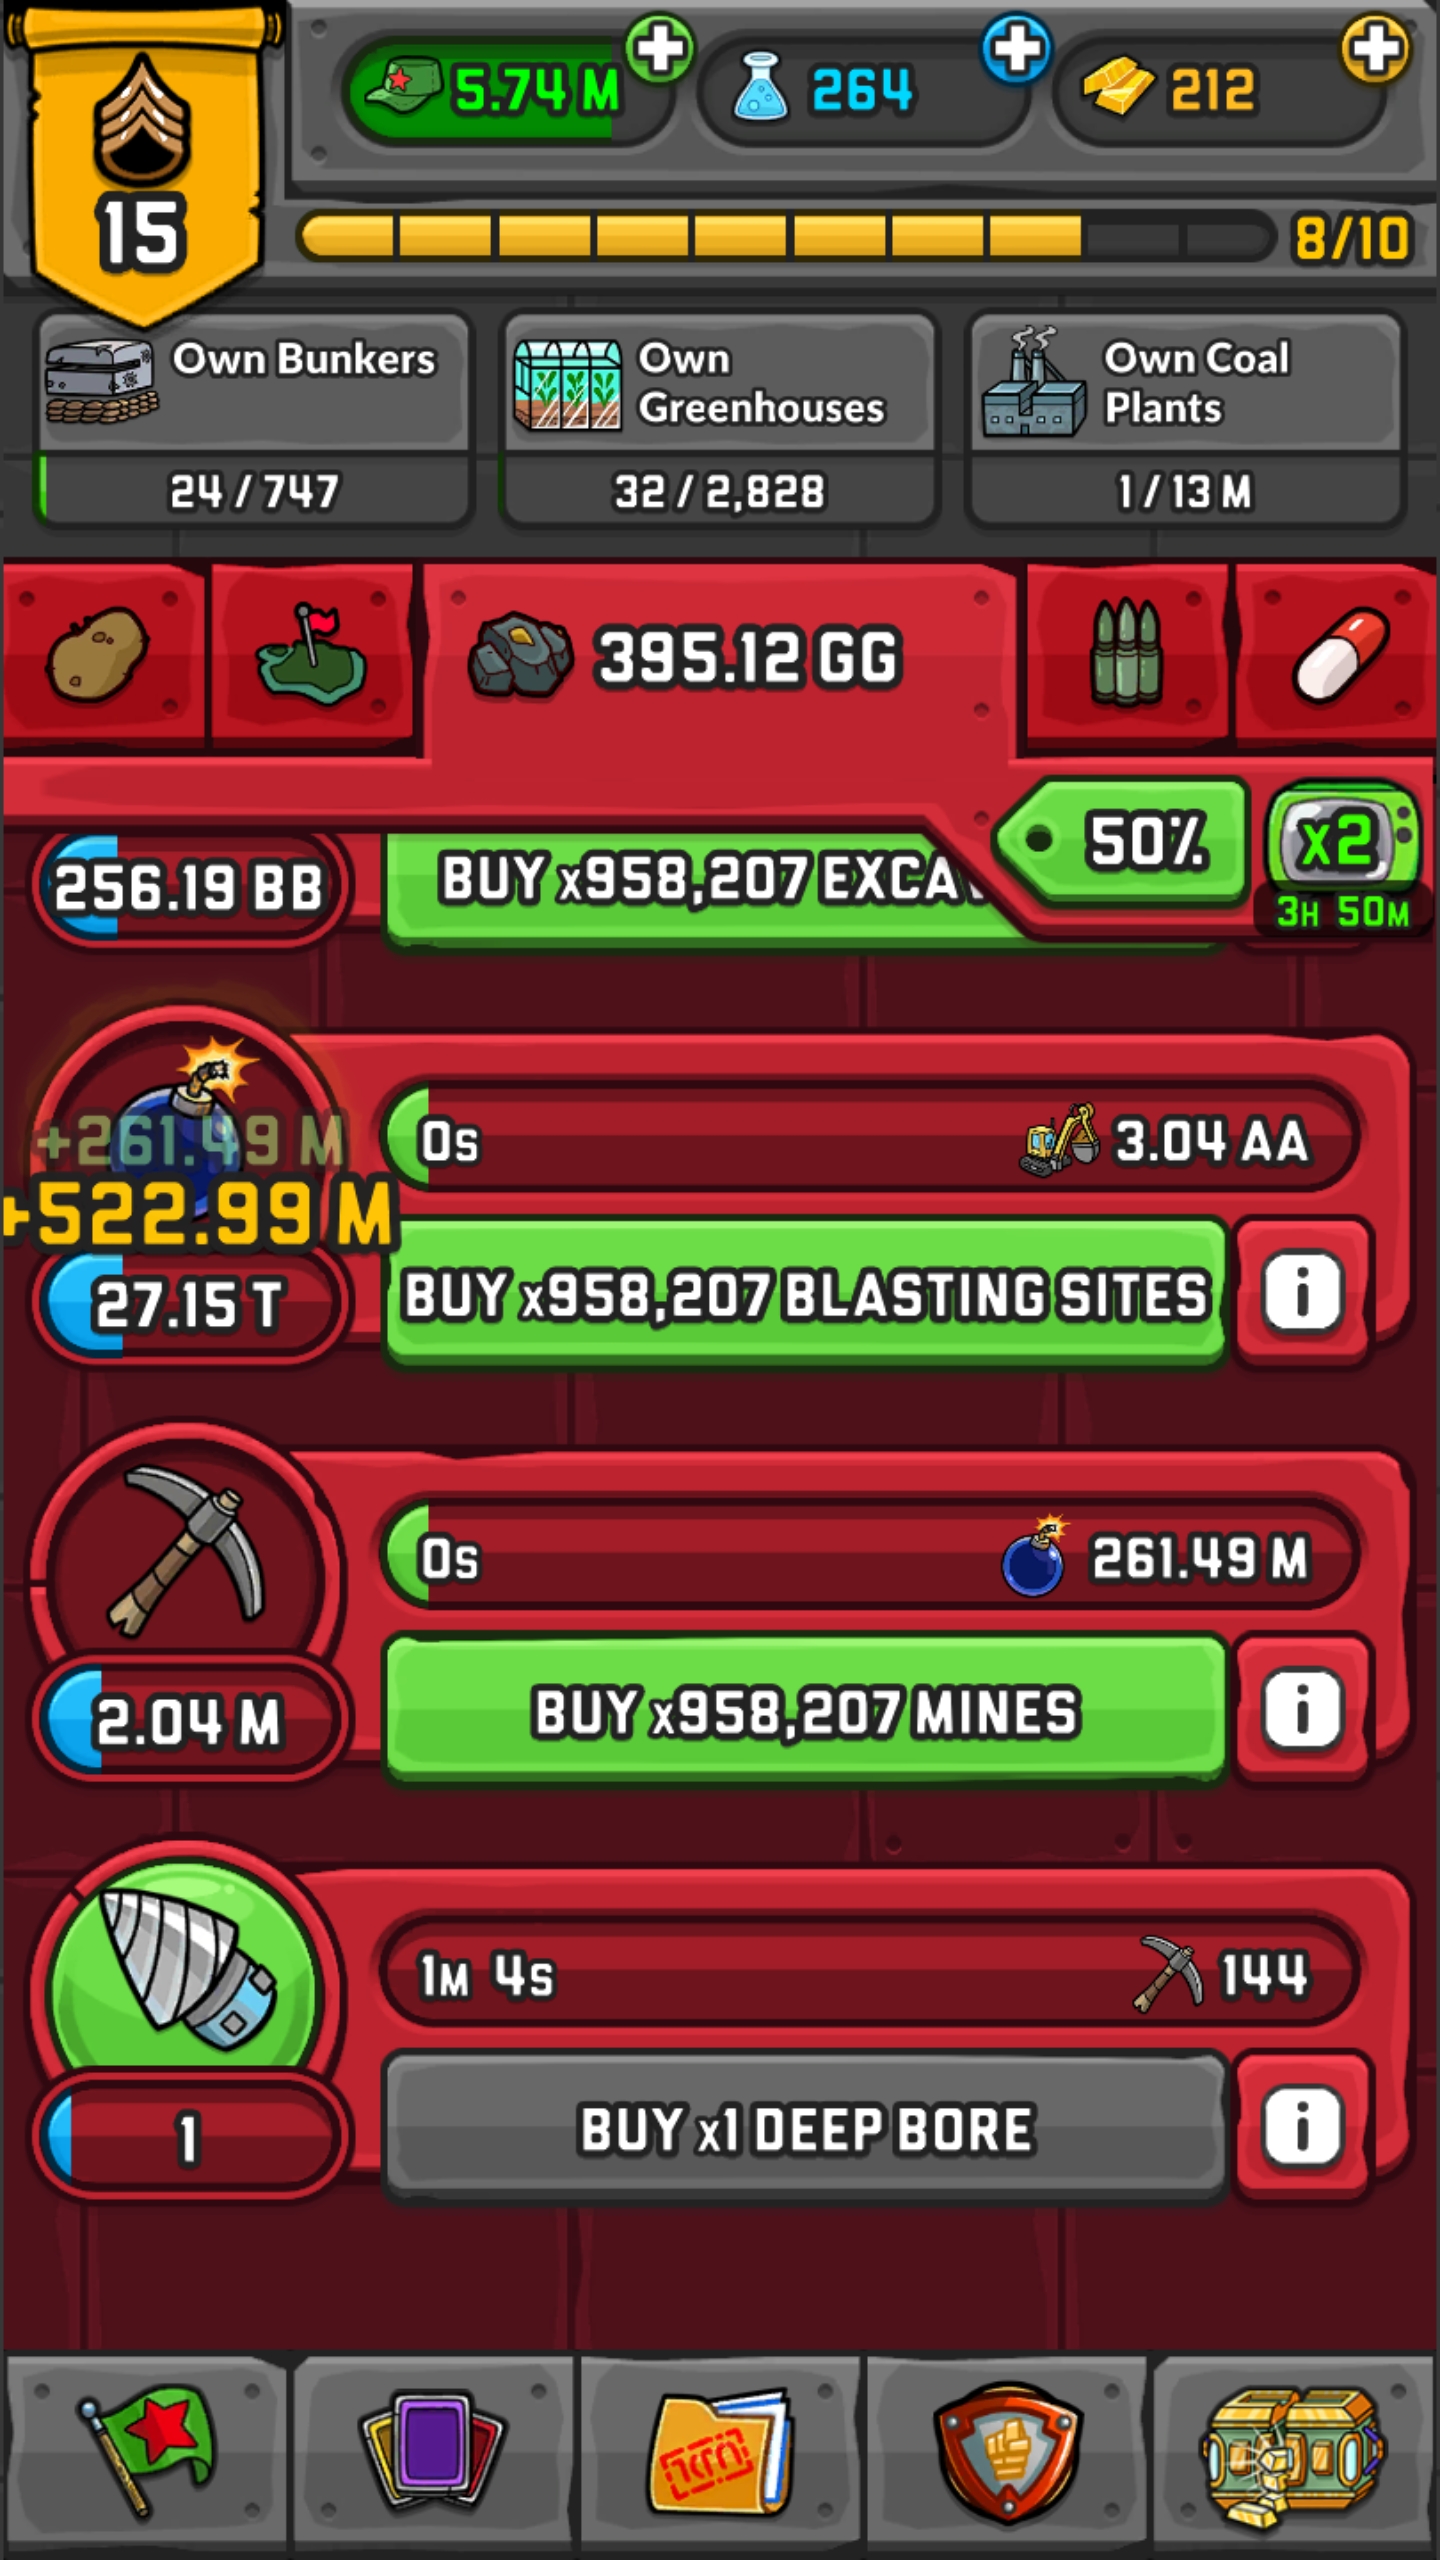 5.74 M
264
212
15
8/10
Own Bunkers
24 / 747
Own
Greenhouses
32 / 2,828
Own Coal
Plants
1 / 13 M
395.12 GG
50%
x2
3H 50M
256.19 BB
BUY x958,207 EXCA
+261.49 M
+522.99 M
0s
3.04 AA
27.15 T
BUY x958,207 BLASTING SITES
i
0s
261.49 M
2.04 M
BUY x958,207 MINES
i
1M 4s
144
1
BUY x1 DEEP BORE
i